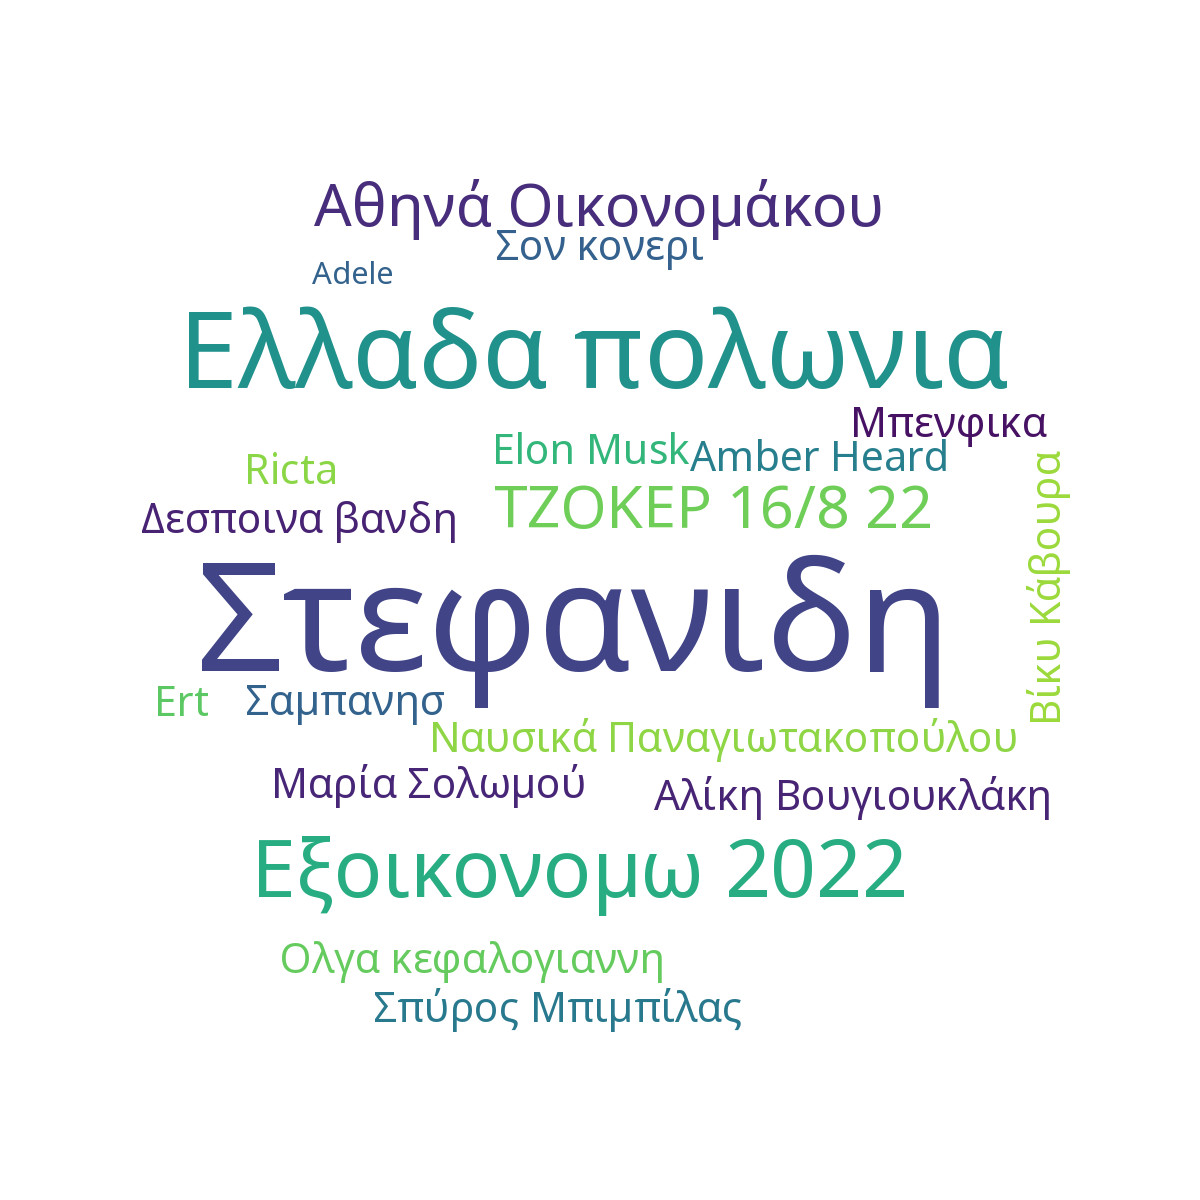 Αθηνά Οικονομάκου
Σον κονερι
Adele
Ελλαδα πολωνια
Μπενφικα
Elon Musk
Amber Heard
Ricta
ΤΖΟΚΕΡ 16/8 22
Δεσποινα βανδη
Βίκυ Κάβουρα
Στεφανιδη
Ert
Σαμπανησ
Ναυσικά Παναγιωτακοπούλου
Μαρία Σολωμού
Αλίκη Βουγιουκλάκη
Εξοικονομω 2022
Ολγα κεφαλογιαννη
Σπύρος Μπιμπίλας